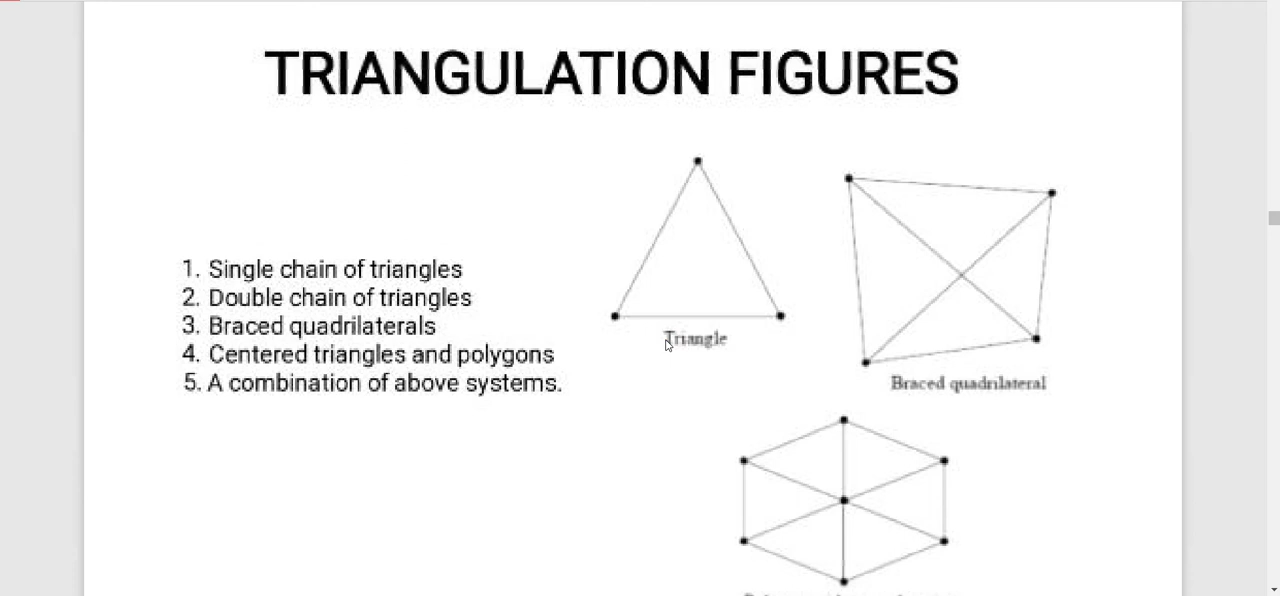 TRIANGULATION FIGURES
1. Single chain of triangles
2. Double chain of triangles
3. Braced quadrilaterals
4. Centered triangles and polygons
5. A combination of above systems.
Triangle
Braced quadrilateral